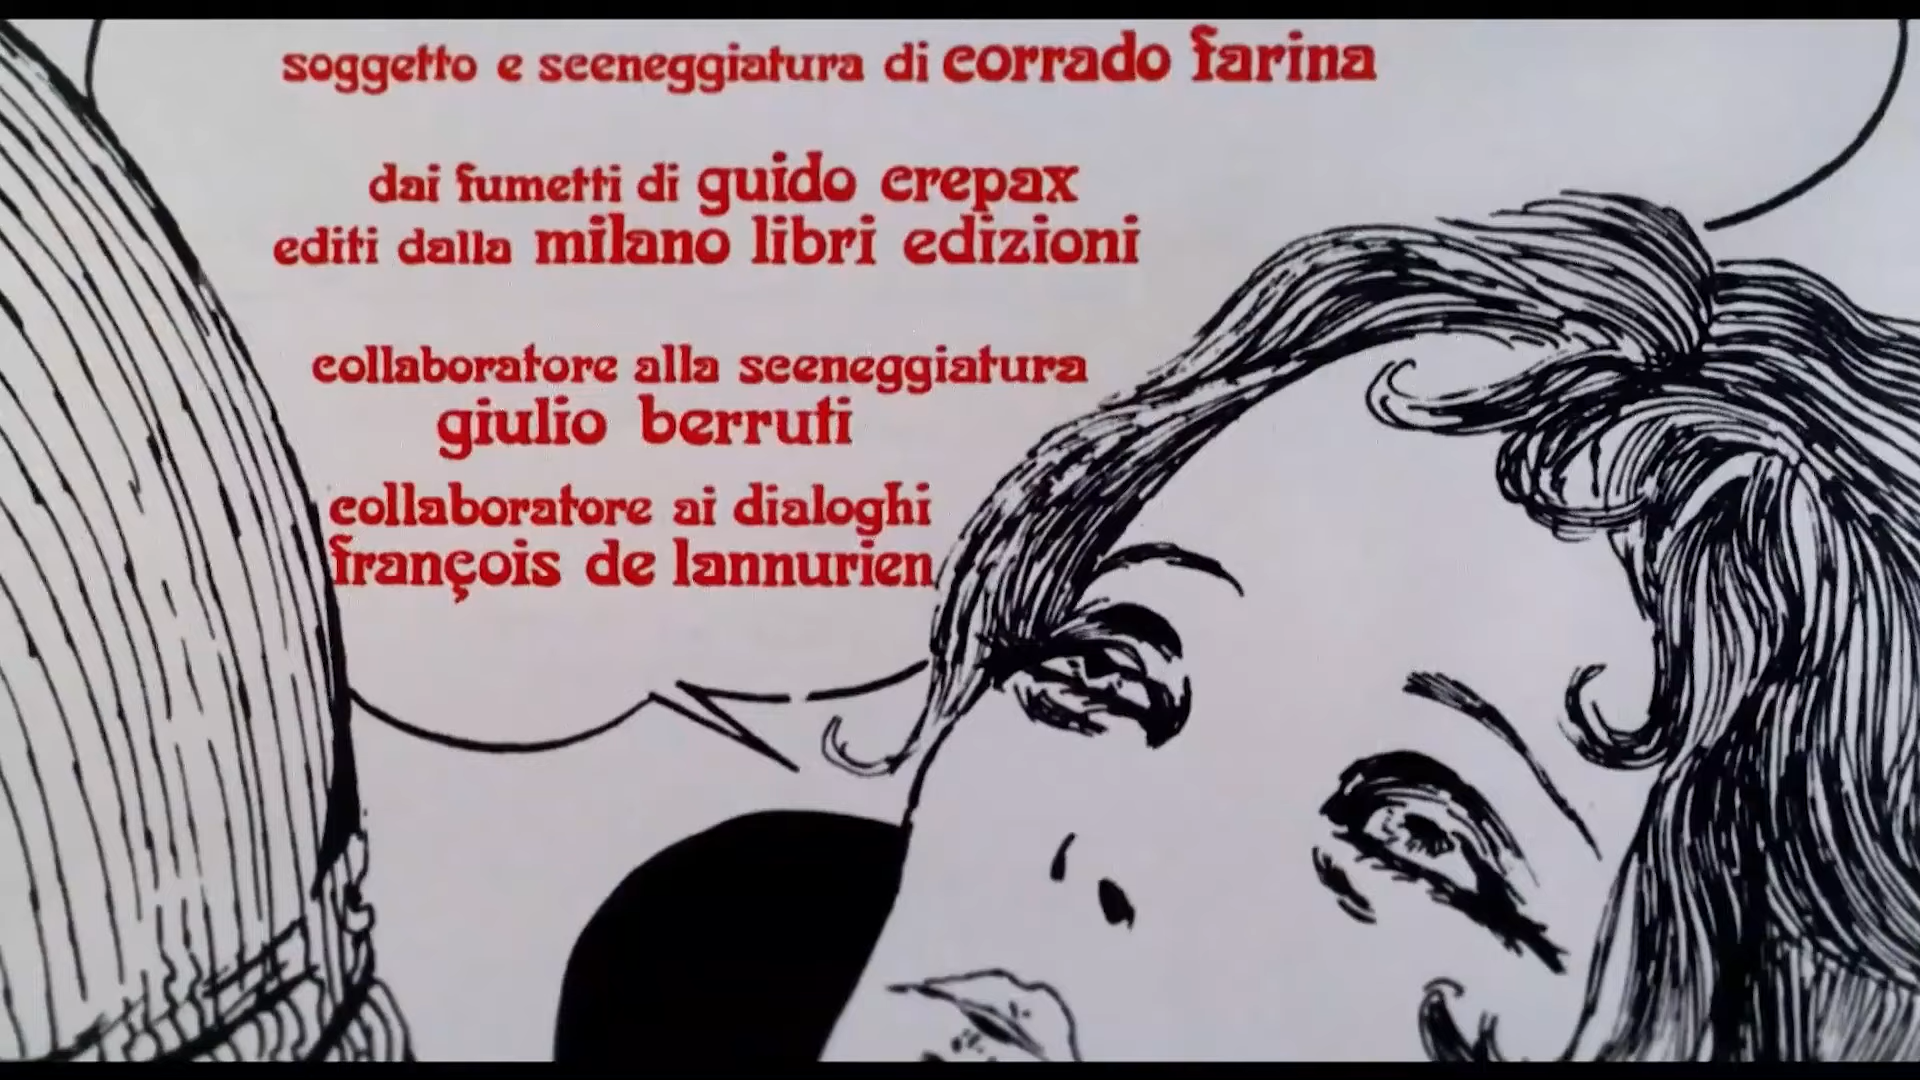 soggetto e sceneggiatura di corrado farina
dai fumetti di guido crepax
editi dalla milano libri edizioni
collaboratore alla sceneggiatura
giulio berruti
collaboratore ai dialoghi
françois de lannurien